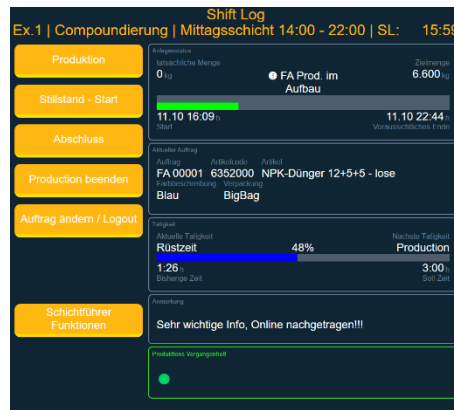 Shift Log
Ex.1 | Compoundierung | Mittagsschicht 14:00 - 22:00 | SL: 15:59
Produktion
Stillstand - Start
Abschluss
Production beenden
Auftrag ändern / Logout
Schichtführer
Funktionen
Anlagenstatus
tatsächliche Menge
Zielmenge
0 kg
FA Prod. im
Aufbau
6.600 kg
11.10 16:09 h
11.10 22:44 h
Start
Voraussichtliches Ende
Aktueller Auftrag
Auftrag Artikelcode Artikel
FA 00001 6352000 NPK-Dünger 12+5+5 - lose
Farbbeschreibung Verpackung
Blau BigBag
Tätigkeit
Aktuelle Tätigkeit
Nächste Tätigkeit
Rüstzeit 48% Production
1:26 h
3:00 h
Bisherige Zeit
Soll Zeit
Anmerkung
Sehr wichtige Info, Online nachgetragen!!!
Produktions Vergangenheit